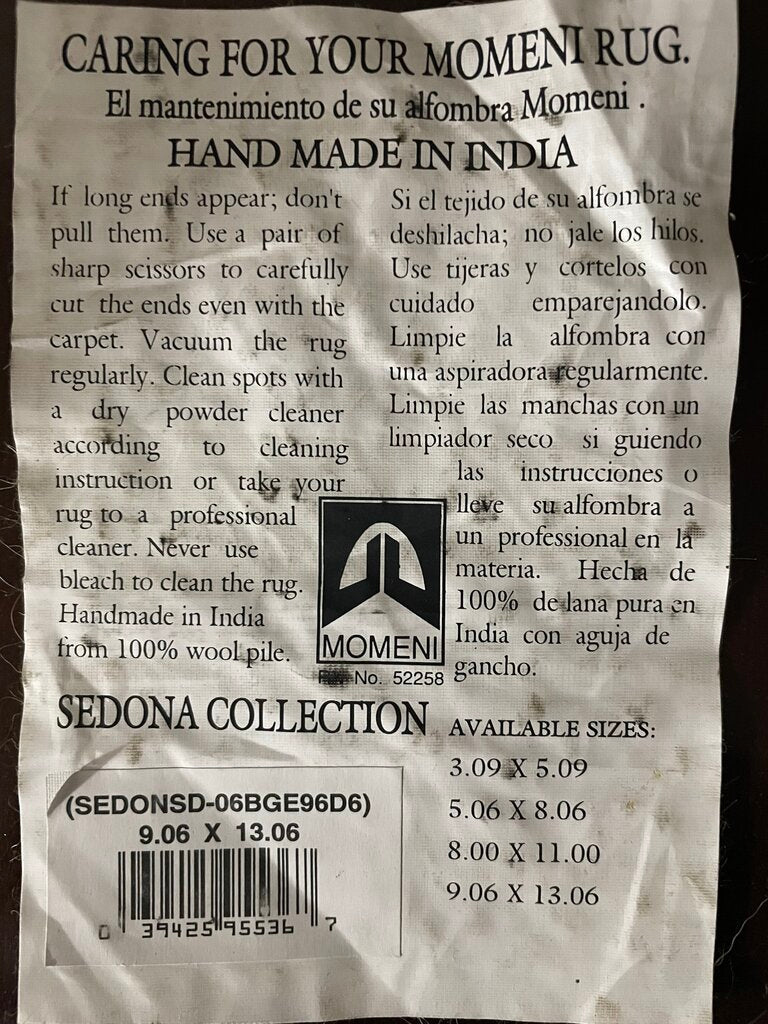 CARING FOR YOUR MOMENI RUG.
El mantenimiento de su alfombra Momeni .
HAND MADE IN INDIA
If long ends appear; don't
pull them. Use a pair of
sharp scissors to carefully
cut the ends even with the
carpet. Vacuum the rug
regularly. Clean spots with
a dry powder cleaner
according to cleaning
instruction or take your
rug to a professional
cleaner. Never use
bleach to clean the rug.
Handmade in India
from 100% wool pile.
Si el tejido de su alfombra se
deshilacha; no jale los hilos.
Use tijeras y cortelos con
cuidado emparejandolo.
Limpie la alfombra con
una aspiradora regularmente.
Limpie las manchas con un
limpiador seco si guiendo
las instrucciones o
lleve su alfombra a
un professional en la
materia. Hecha de
100% de lana pura en
India con aguja de
gancho.
MOMENI
No. 52258
SEDONA COLLECTION
AVAILABLE SIZES:
3.09 X 5.09
5.06 X 8.06
8.00 X 11.00
9.06 X 13.06
(SEDONSD-06BGE96D6)
9.06 X 13.06
0 39425 95536 7